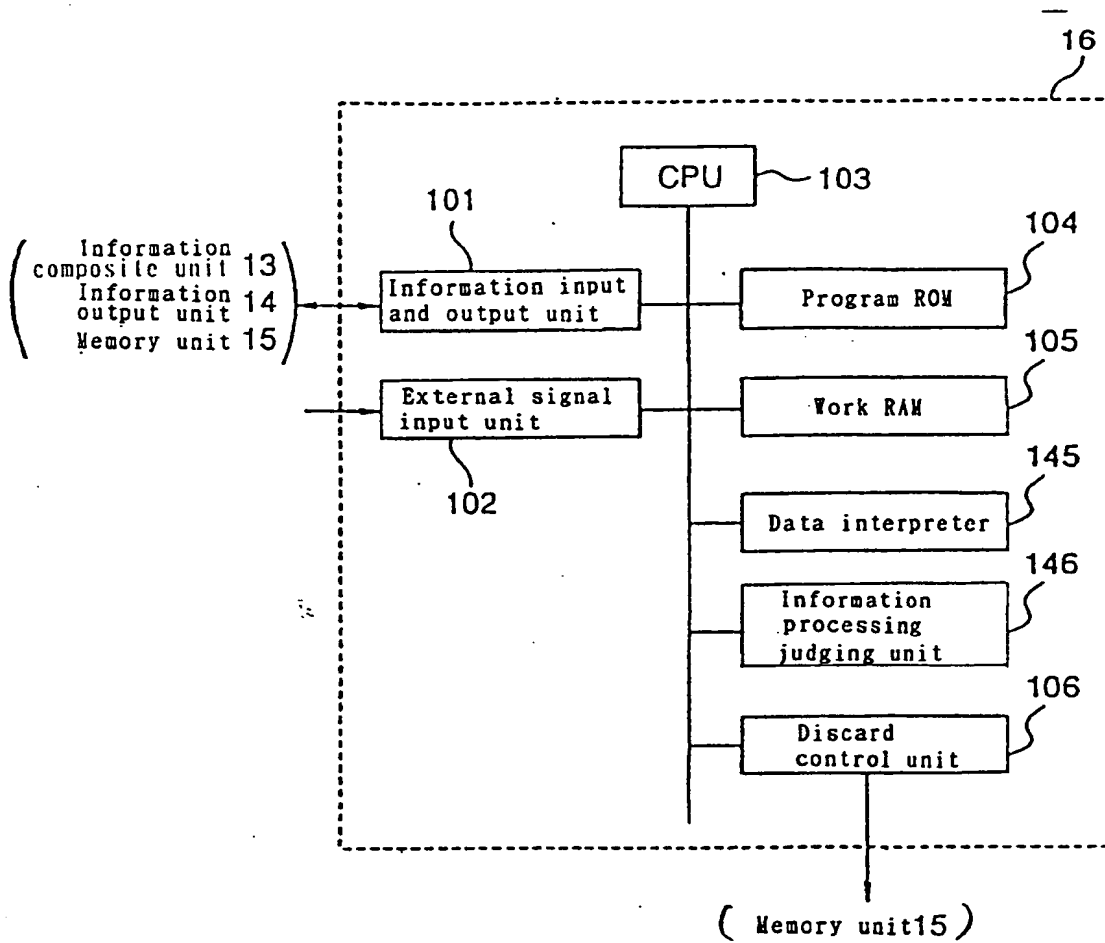 16
CPU
103
101
104
Information
composite unit 13
Information
output unit 14
Memory unit 15
Information input
and output unit
Program ROM
105
External signal
input unit
Work RAM
102
145
Data interpreter
146
Information
processing
judging unit
106
Discard
control unit
( Memory unit15 )